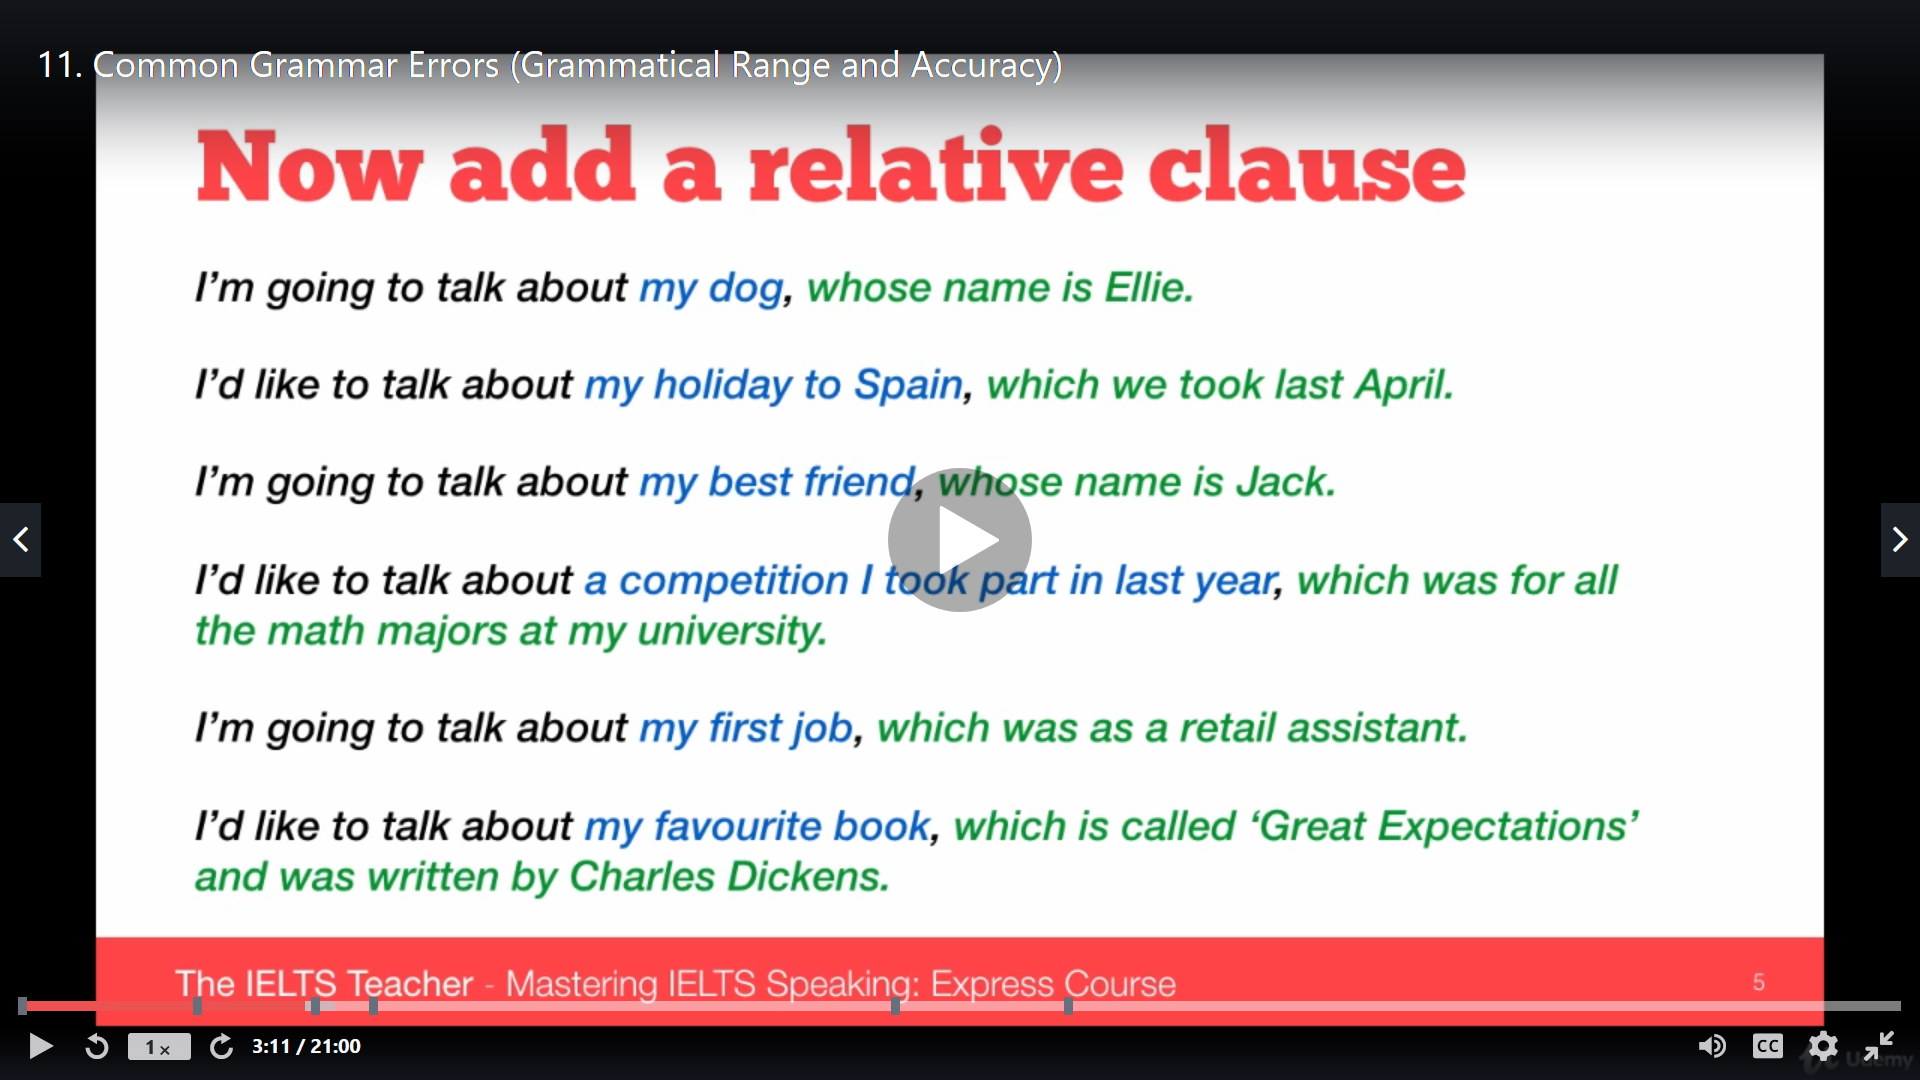 11. Common Grammar Errors (Grammatical Range and Accuracy)
Now add a relative clause
I'm going to talk about my dog, whose name is Ellie.
I'd like to talk about my holiday to Spain, which we took last April.
I'm going to talk about my best friend, whose name is Jack.
I'd like to talk about a competition I took part in last year, which was for all
the math majors at my university.
I'm going to talk about my first job, which was as a retail assistant.
I'd like to talk about my favourite book, which is called ‘Great Expectations’
and was written by Charles Dickens.
The IELTS Teacher - Mastering IELTS Speaking: Express Course
5
1x
3:11 / 21:00
CC
Udemy